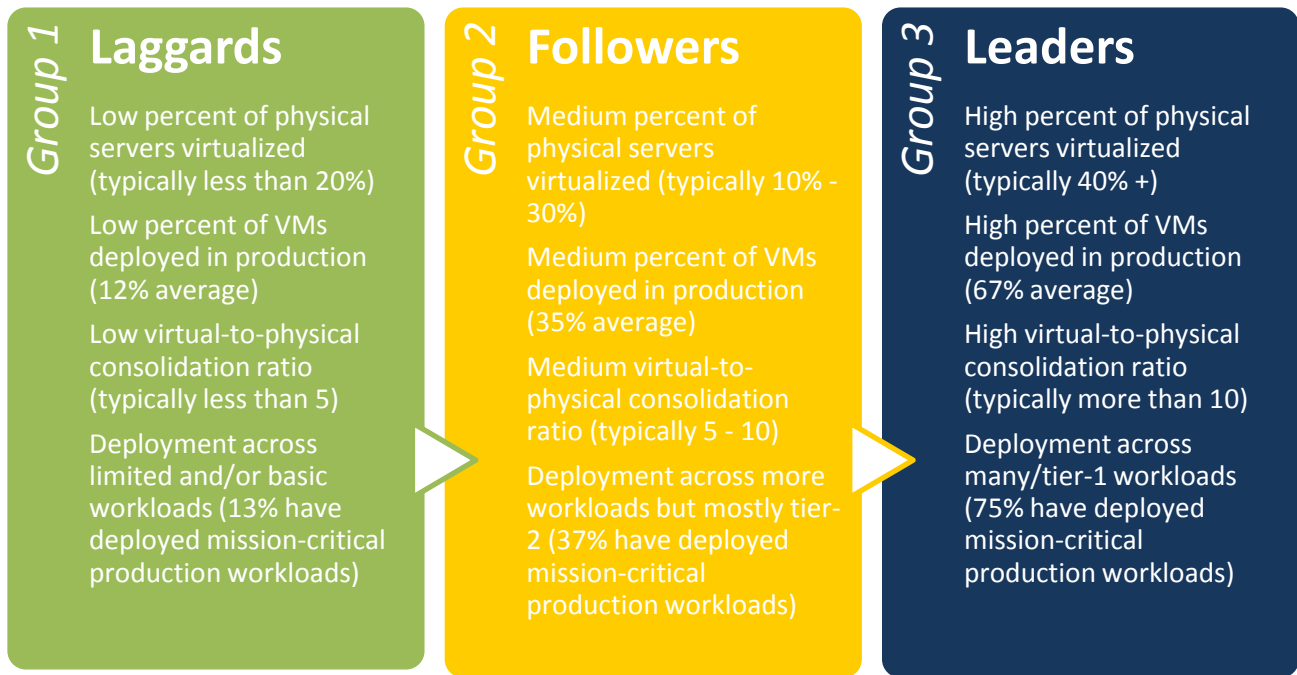 Group 1
Laggards
Low percent of physical
servers virtualized
(typically less than 20%)
Low percent of VMs
deployed in production
(12% average)
Low virtual-to-physical
consolidation ratio
(typically less than 5)
Deployment across
limited and/or basic
workloads (13% have
deployed mission-critical
production workloads)
Group 2
Followers
Medium percent of
physical servers
virtualized (typically 10% -
30%)
Medium percent of VMs
deployed in production
(35% average)
Medium virtual-to-
physical consolidation
ratio (typically 5 - 10)
Deployment across more
workloads but mostly tier-
2 (37% have deployed
mission-critical
production workloads)
Group 3
Leaders
High percent of physical
servers virtualized
(typically 40% +)
High percent of VMs
deployed in production
(67% average)
High virtual-to-physical
consolidation ratio
(typically more than 10)
Deployment across
many/tier-1 workloads
(75% have deployed
mission-critical
production workloads)